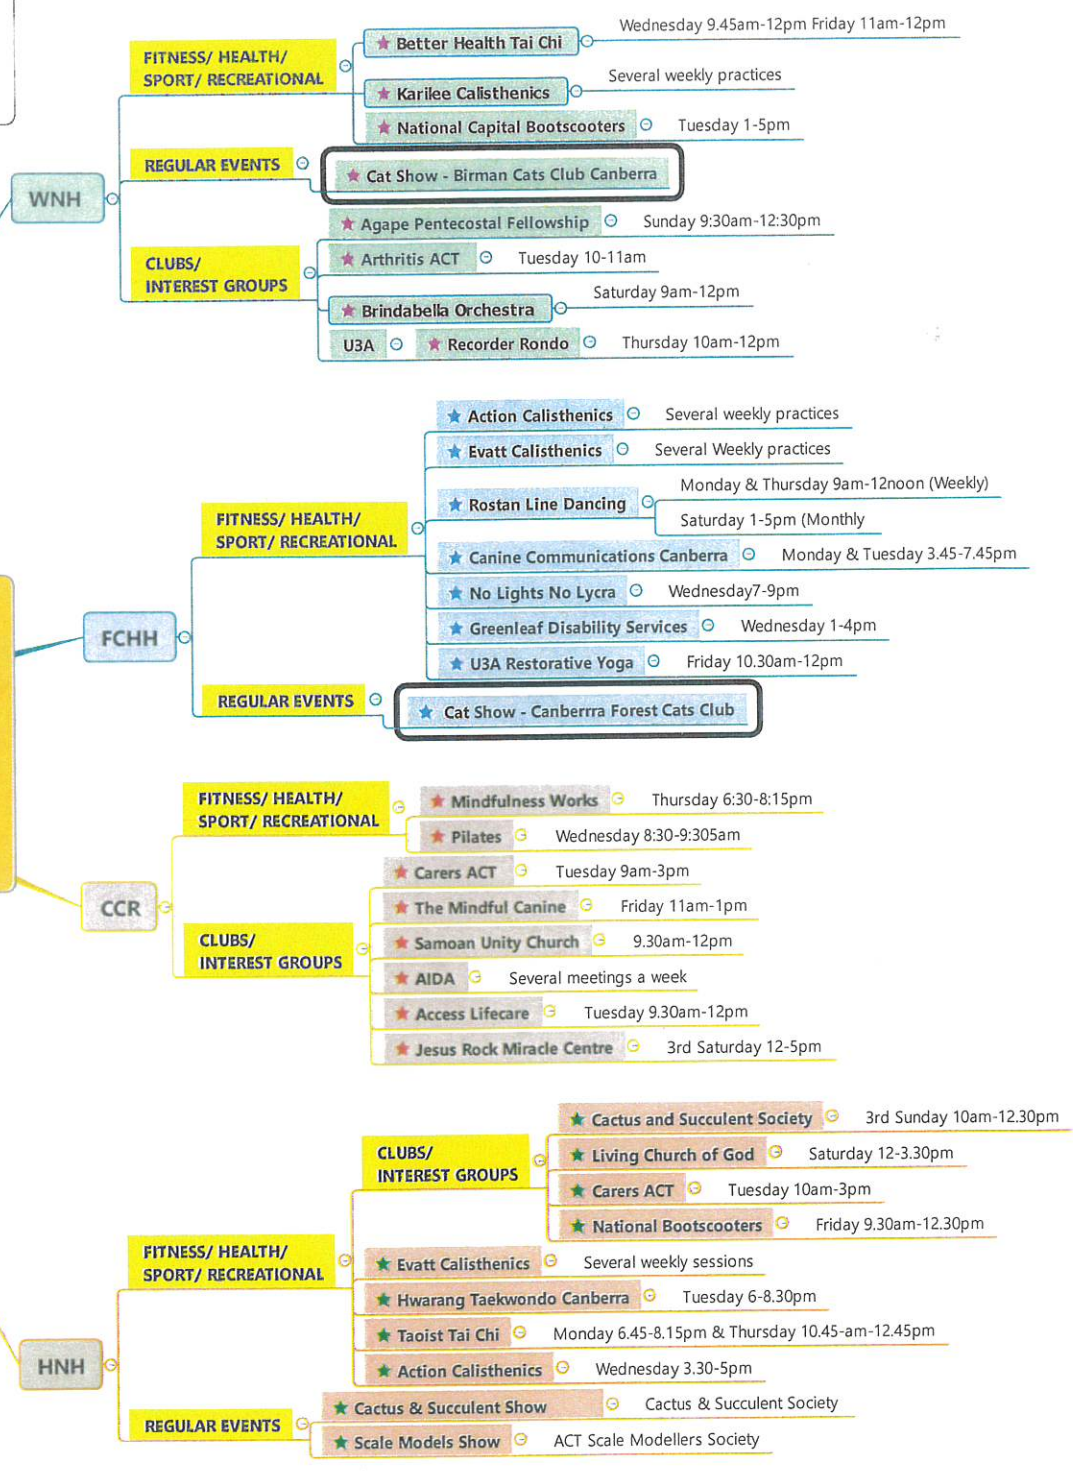 WNH
FITNESS/ HEALTH/
SPORT/ RECREATIONAL
Better Health Tai Chi
Wednesday 9.45am-12pm Friday 11am-12pm
Karilee Calisthenics
Several weekly practices
National Capital Bootscooters
Tuesday 1-5pm
REGULAR EVENTS
Cat Show - Birman Cats Club Canberra
CLUBS/
INTEREST GROUPS
Agape Pentecostal Fellowship
Sunday 9:30am-12:30pm
Arthritis ACT
Tuesday 10-11am
Brindabella Orchestra
Saturday 9am-12pm
U3A
Recorder Rondo
Thursday 10am-12pm
FCHH
FITNESS/ HEALTH/
SPORT/ RECREATIONAL
Action Calisthenics
Several weekly practices
Evatt Calisthenics
Several Weekly practices
Rostan Line Dancing
Monday & Thursday 9am-12noon (Weekly)
Saturday 1-5pm (Monthly
Canine Communications Canberra
Monday & Tuesday 3.45-7.45pm
No Lights No Lycra
Wednesday7-9pm
Greenleaf Disability Services
Wednesday 1-4pm
U3A Restorative Yoga
Friday 10.30am-12pm
REGULAR EVENTS
Cat Show - Canberrra Forest Cats Club
CCR
FITNESS/ HEALTH/
SPORT/ RECREATIONAL
Mindfulness Works
Thursday 6:30-8:15pm
Pilates
Wednesday 8:30-9:305am
CLUBS/
INTEREST GROUPS
Carers ACT
Tuesday 9am-3pm
The Mindful Canine
Friday 11am-1pm
Samoan Unity Church
9.30am-12pm
AIDA
Several meetings a week
Access Lifecare
Tuesday 9.30am-12pm
Jesus Rock Miracle Centre
3rd Saturday 12-5pm
HNH
FITNESS/ HEALTH/
SPORT/ RECREATIONAL
CLUBS/
INTEREST GROUPS
Cactus and Succulent Society
3rd Sunday 10am-12.30pm
Living Church of God
Saturday 12-3.30pm
Carers ACT
Tuesday 10am-3pm
National Bootscooters
Friday 9.30am-12.30pm
Evatt Calisthenics
Several weekly sessions
Hwarang Taekwondo Canberra
Tuesday 6-8.30pm
Taoist Tai Chi
Monday 6.45-8.15pm & Thursday 10.45-am-12.45pm
Action Calisthenics
Wednesday 3.30-5pm
REGULAR EVENTS
Cactus & Succulent Show
Cactus & Succulent Society
Scale Models Show
ACT Scale Modellers Society